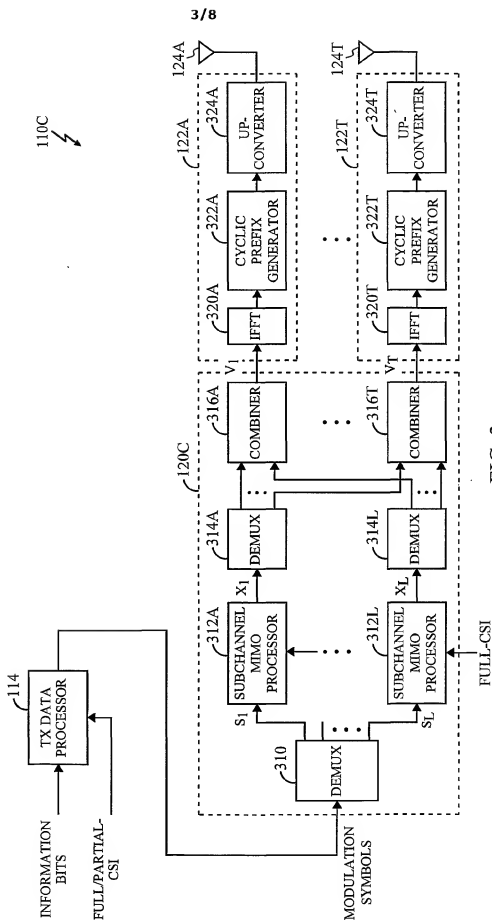 3/8
110C
INFORMATION
BITS
FULL/PARTIAL-
CSI
114
TX DATA
PROCESSOR
MODULATION
SYMBOLS
120C
310
DEMUX
S1
SL
312A
SUBCHANNEL
MIMO
PROCESSOR
312L
SUBCHANNEL
MIMO
PROCESSOR
FULL-CSI
X1
XL
314A
DEMUX
314L
DEMUX
316A
COMBINER
316T
COMBINER
V1
VT
122A
320A
IFFT
322A
CYCLIC
PREFIX
GENERATOR
324A
UP-
CONVERTER
124A
122T
320T
IFFT
322T
CYCLIC
PREFIX
GENERATOR
324T
UP-
CONVERTER
124T